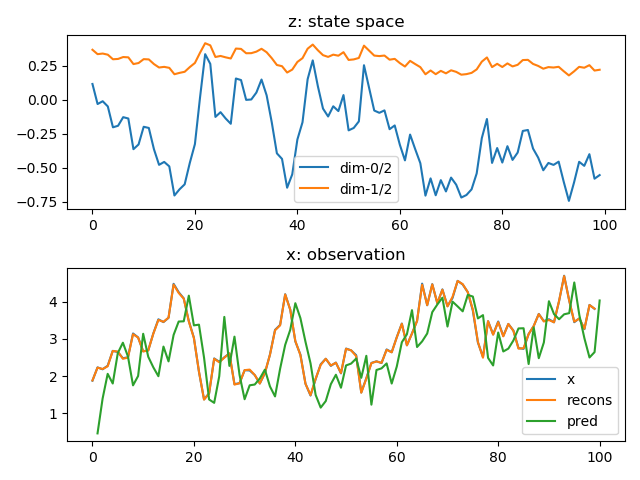 z: state space
0.25
0.00
−0.25
−0.50
−0.75
dim-0/2
dim-1/2
0 20 40 60 80 100
x: observation
4
3
2
1
x
recons
pred
0 20 40 60 80 100